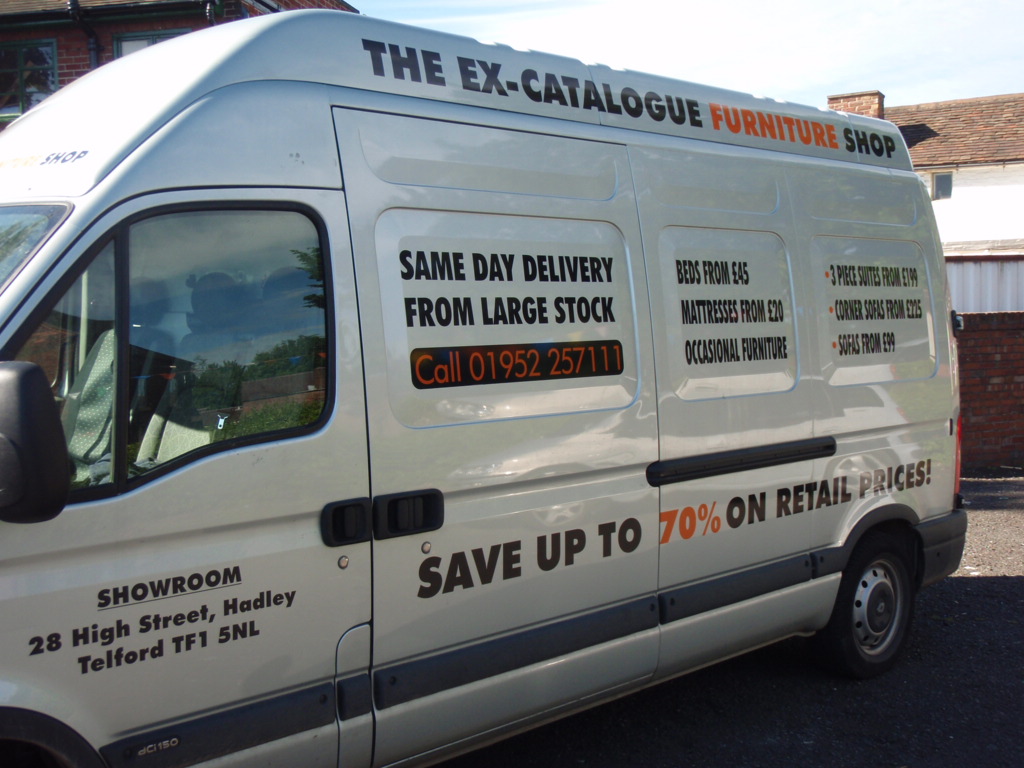 THE EX-CATALOGUE FURNITURE SHOP
SHOP
SAME DAY DELIVERY
FROM LARGE STOCK
Call 01952 257111
BEDS FROM £45
MATTRESSES FROM £20
OCCASIONAL FURNITURE
• 3 PIECE SUITES FROM £199
• CORNER SOFAS FROM £225
• SOFAS FROM £99
SAVE UP TO 70% ON RETAIL PRICES!
SHOWROOM
28 High Street, Hadley
Telford TF1 5NL
dCi 150